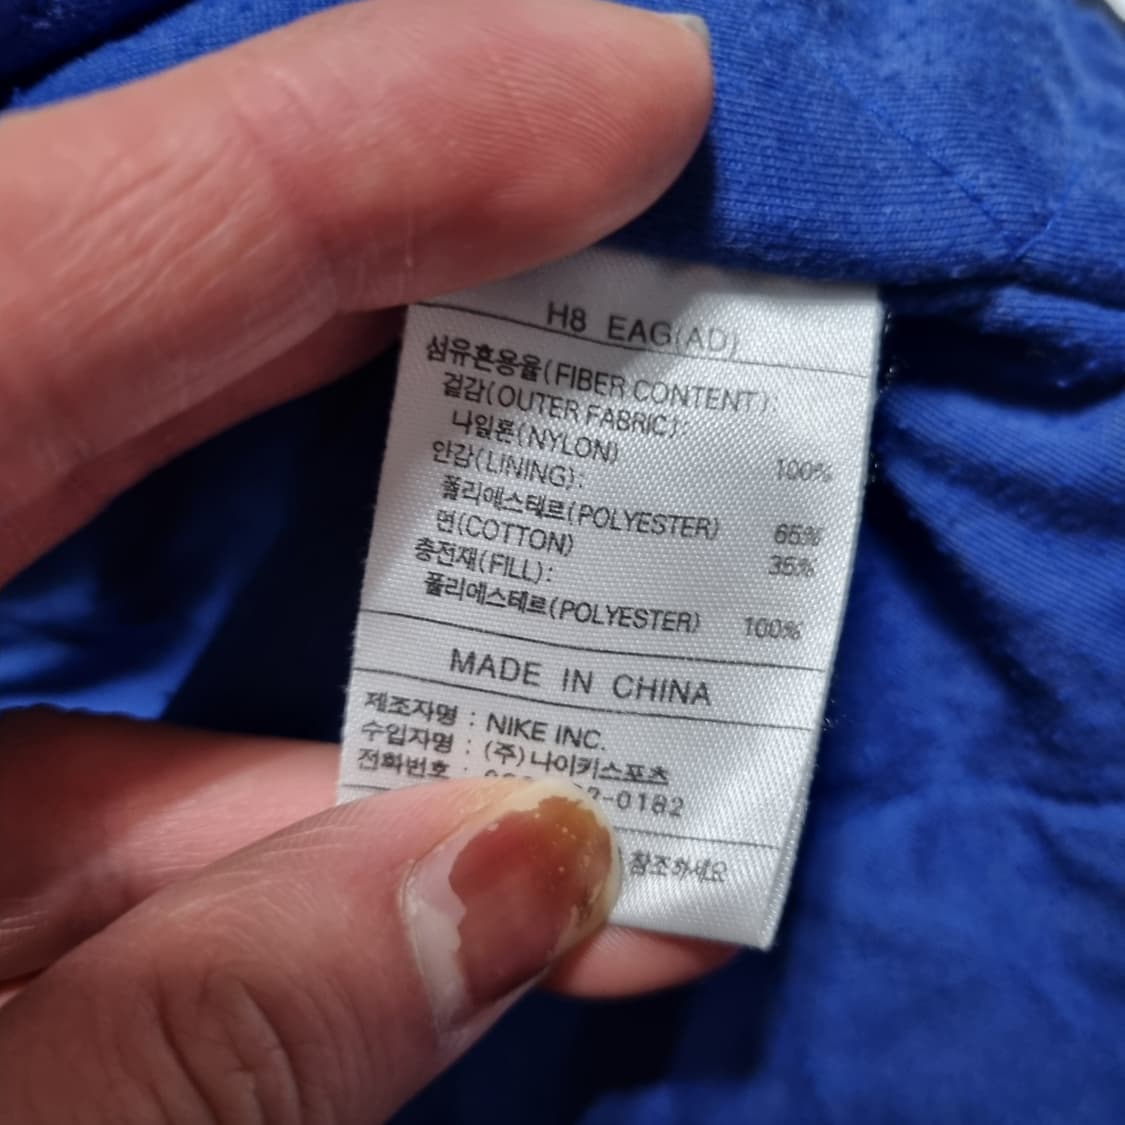 H8 EAG(AD)
섬유혼용율(FIBER CONTENT):
겉감(OUTER FABRIC):
나일론(NYLON) 100%
안감(LINING):
폴리에스테르(POLYESTER) 65%
면(COTTON) 35%
충전재(FILL):
폴리에스테르(POLYESTER) 100%
MADE IN CHINA
제조자명 : NIKE INC.
수입자명 : (주)나이키스포츠
전화번호 : -0182
참조하세요